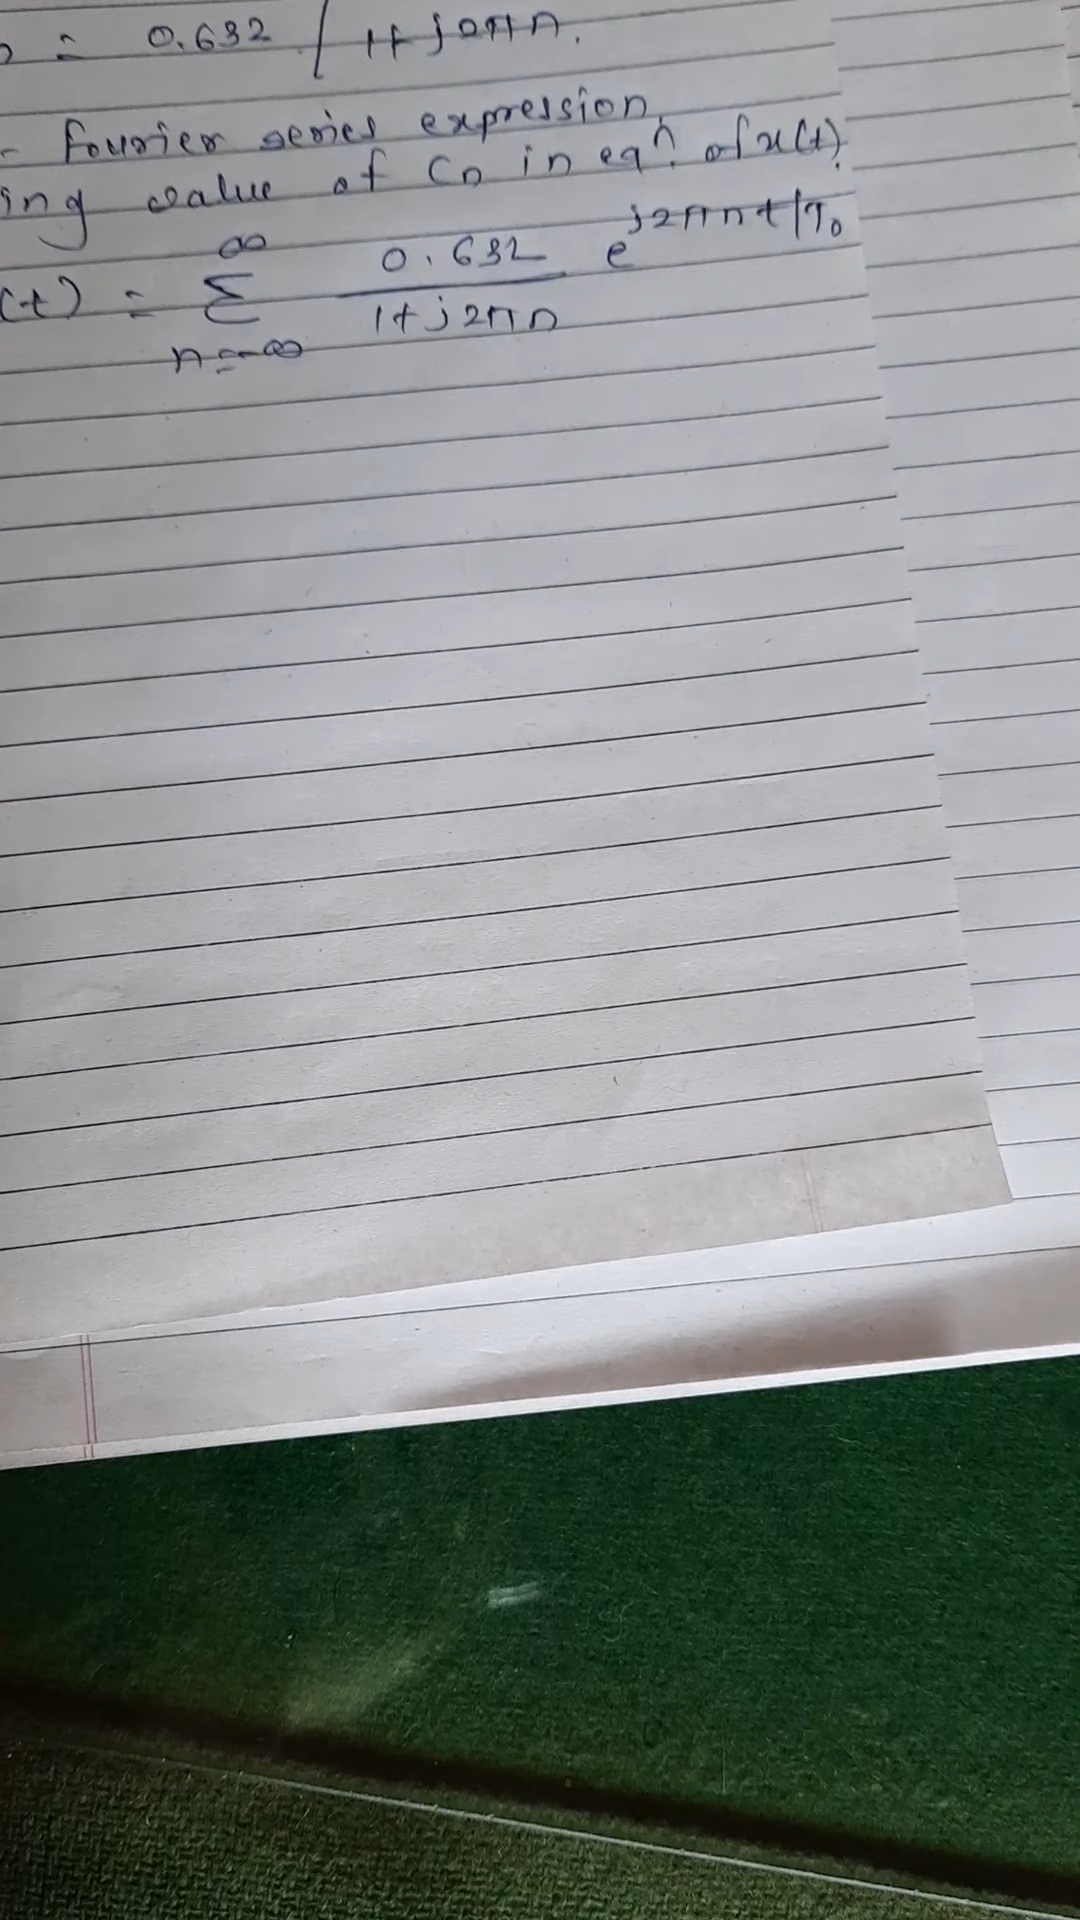 = 0.632 / 1+j2πn.
- Fourier series expression,
ing value of Cn in eqn. of x(t).
(t) = ∞ Σ n=-∞ 0.632 / 1+j2πn e^j2πnt/T0